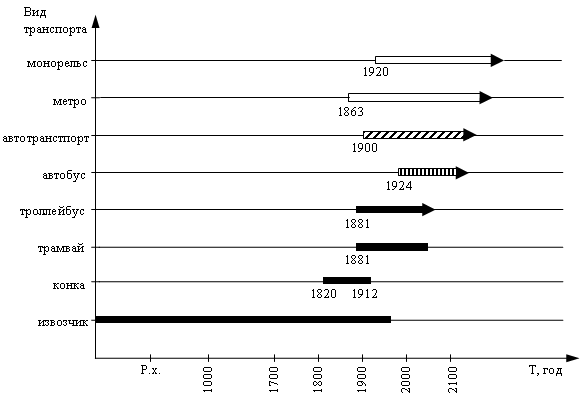 Вид
транспорта
монорельс
1920
метро
1863
автотранстпорт
1900
автобус
1924
троллейбус
1881
трамвай
1881
конка
1820 1912
извозчик
Р.х. 1000 1700 1800 1900 2000 2100 Т, год